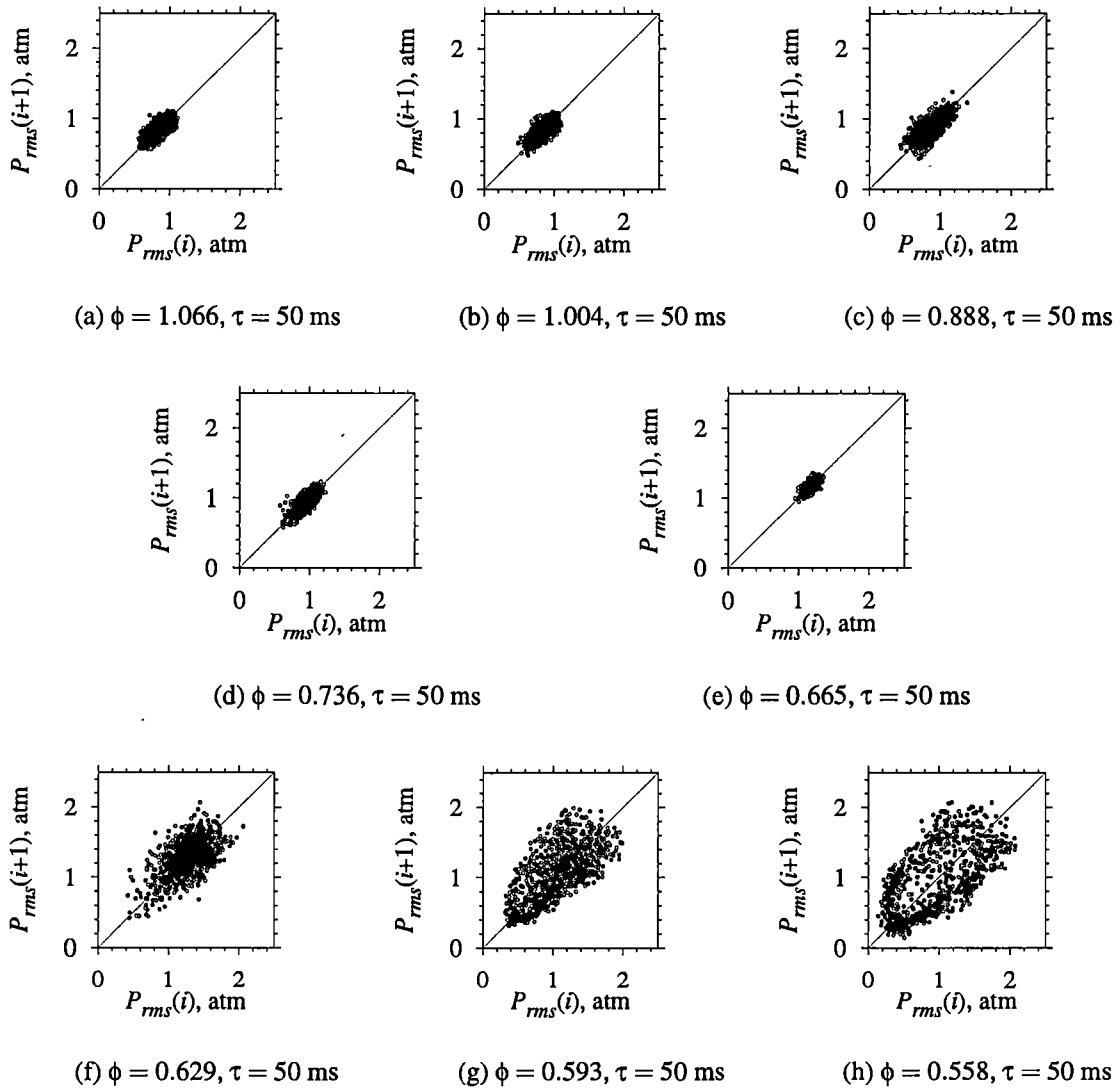 P_rms(i+1), atm
2
1
0
0 1 2
P_rms(i), atm
(a) ϕ = 1.066, τ = 50 ms
P_rms(i+1), atm
2
1
0
0 1 2
P_rms(i), atm
(b) ϕ = 1.004, τ = 50 ms
P_rms(i+1), atm
2
1
0
0 1 2
P_rms(i), atm
(c) ϕ = 0.888, τ = 50 ms
P_rms(i+1), atm
2
1
0
0 1 2
P_rms(i), atm
(d) ϕ = 0.736, τ = 50 ms
P_rms(i+1), atm
2
1
0
0 1 2
P_rms(i), atm
(e) ϕ = 0.665, τ = 50 ms
P_rms(i+1), atm
2
1
0
0 1 2
P_rms(i), atm
(f) ϕ = 0.629, τ = 50 ms
P_rms(i+1), atm
2
1
0
0 1 2
P_rms(i), atm
(g) ϕ = 0.593, τ = 50 ms
P_rms(i+1), atm
2
1
0
0 1 2
P_rms(i), atm
(h) ϕ = 0.558, τ = 50 ms